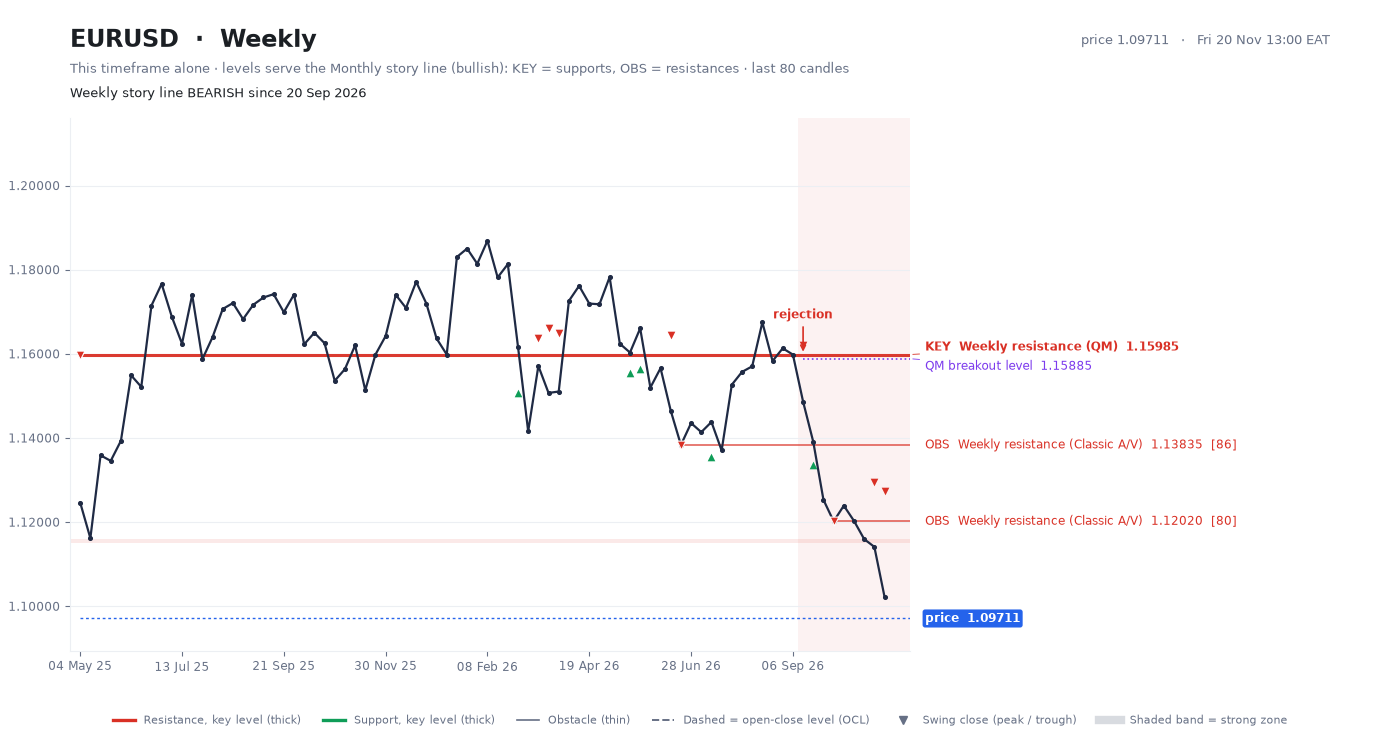 EURUSD · Weekly
price 1.09711 · Fri 20 Nov 13:00 EAT
This timeframe alone · levels serve the Monthly story line (bullish): KEY = supports, OBS = resistances · last 80 candles
Weekly story line BEARISH since 20 Sep 2026
1.20000
1.18000
rejection
1.16000
KEY Weekly resistance (QM) 1.15985
QM breakout level 1.15885
1.14000
OBS Weekly resistance (Classic A/V) 1.13835 [86]
1.12000
OBS Weekly resistance (Classic A/V) 1.12020 [80]
1.10000
price 1.09711
04 May 25 13 Jul 25 21 Sep 25 30 Nov 25 08 Feb 26 19 Apr 26 28 Jun 26 06 Sep 26
Resistance, key level (thick) Support, key level (thick) Obstacle (thin) Dashed = open-close level (OCL) Swing close (peak / trough) Shaded band = strong zone